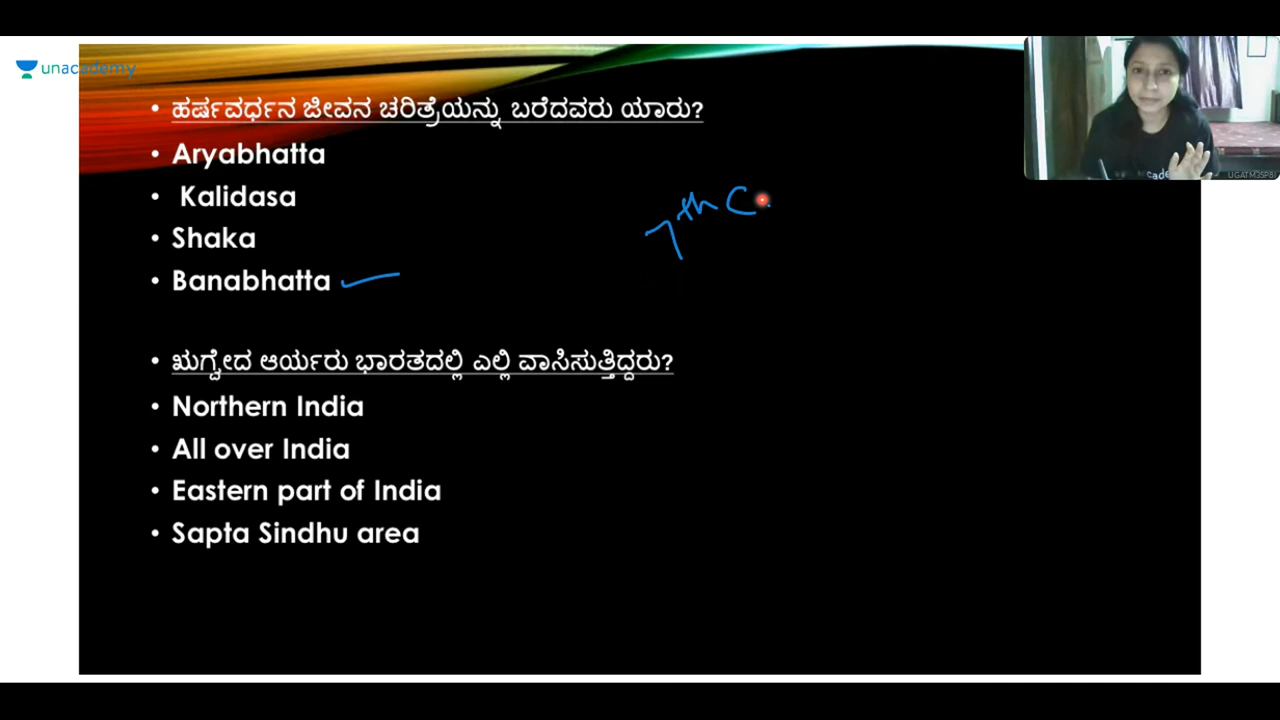 unacademy
• ಹರ್ಷವರ್ಧನ ಜೀವನ ಚರಿತ್ರೆಯನ್ನು ಬರೆದವರು ಯಾರು?
• Aryabhatta
• Kalidasa
• Shaka
• Banabhatta
7th C
• ಋಗ್ವೇದ ಆರ್ಯರು ಭಾರತದಲ್ಲಿ ಎಲ್ಲಿ ವಾಸಿಸುತ್ತಿದ್ದರು?
• Northern India
• All over India
• Eastern part of India
• Sapta Sindhu area
UGATM3SP8J